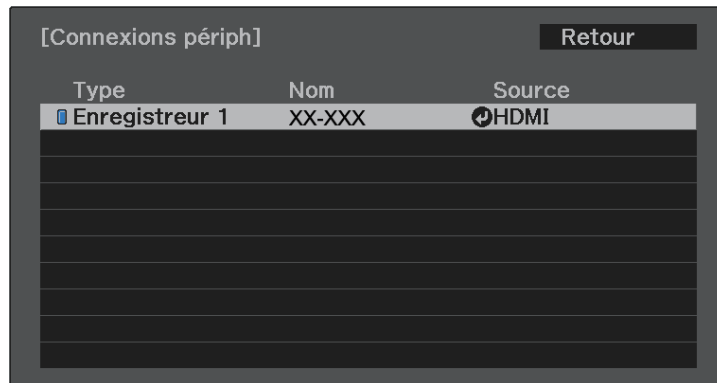 [Connexions périph] Retour
Type Nom Source
Enregistreur 1 XX-XXX HDMI